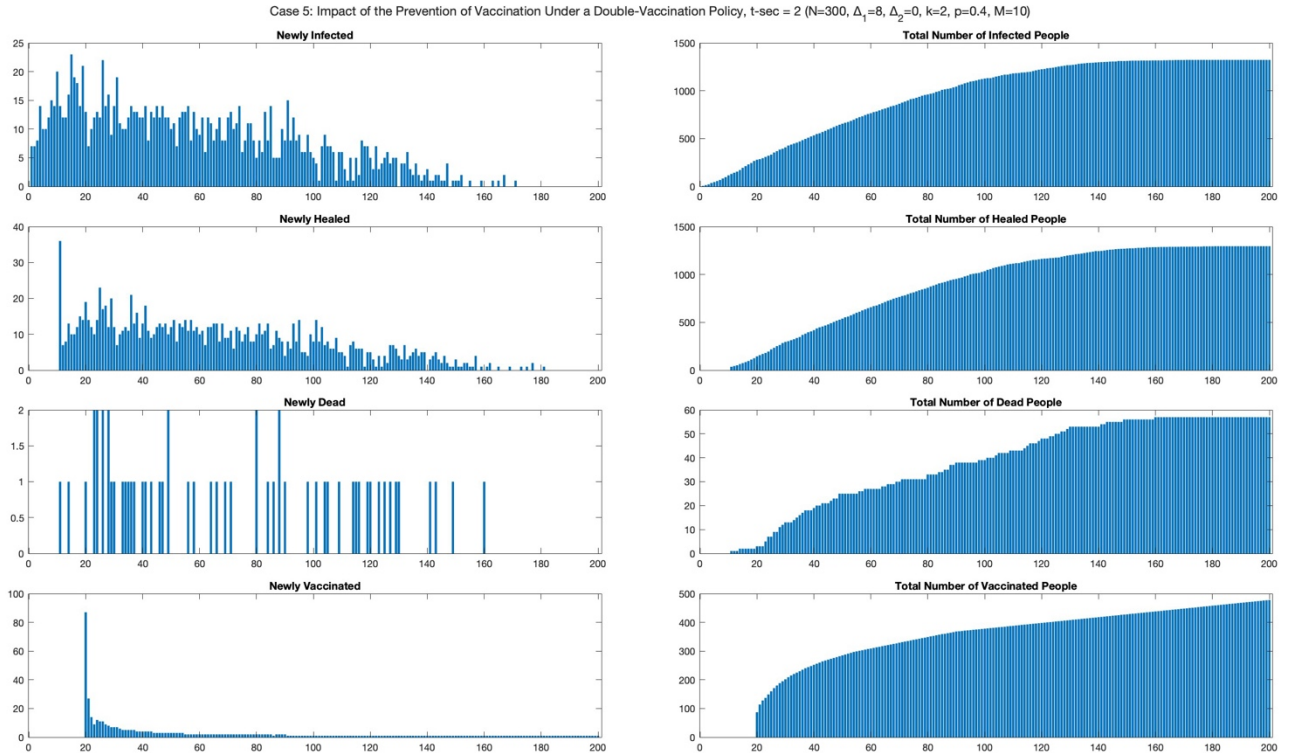 Case 5: Impact of the Prevention of Vaccination Under a Double-Vaccination Policy, t-sec = 2 (N=300, Δ₁=8, Δ₂=0, k=2, p=0.4, M=10)
Newly Infected
25
20
15
10
5
0
0 20 40 60 80 100 120 140 160 180 200
Total Number of Infected People
1500
1000
500
0
0 20 40 60 80 100 120 140 160 180 200
Newly Healed
40
30
20
10
0
0 20 40 60 80 100 120 140 160 180 200
Total Number of Healed People
1500
1000
500
0
0 20 40 60 80 100 120 140 160 180 200
Newly Dead
2
1.5
1
0.5
0
0 20 40 60 80 100 120 140 160 180 200
Total Number of Dead People
60
50
40
30
20
10
0
0 20 40 60 80 100 120 140 160 180 200
Newly Vaccinated
100
80
60
40
20
0
0 20 40 60 80 100 120 140 160 180 200
Total Number of Vaccinated People
500
400
300
200
100
0
0 20 40 60 80 100 120 140 160 180 200